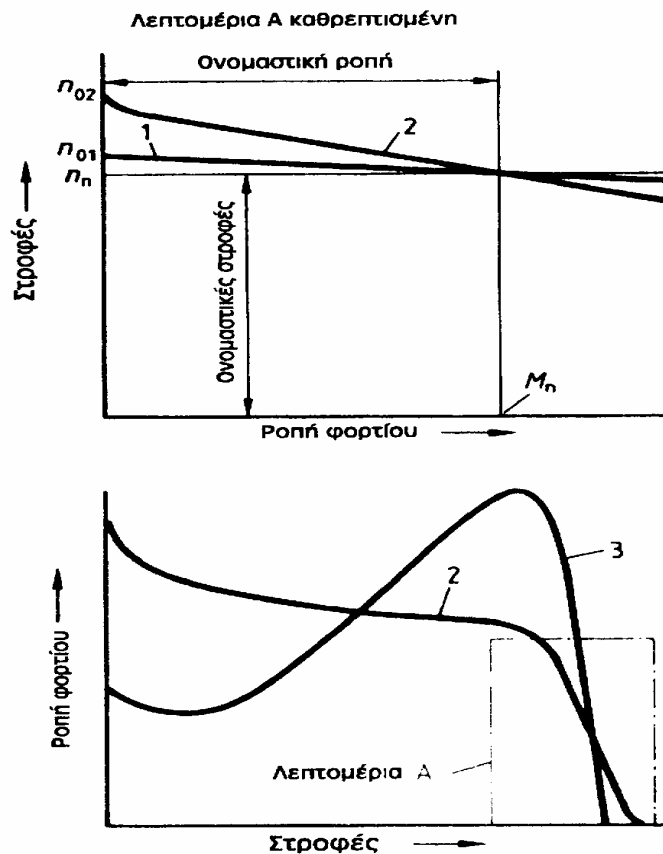 Λεπτομέρια Α καθρεπτισμένη
Ονομαστική ροπή
n02
1
2
n01
nn
Στροφές
Ονομαστικές στροφές
Mn
Ροπή φορτίου
3
2
Ροπή φορτίου
Λεπτομέρια Α
Στροφές